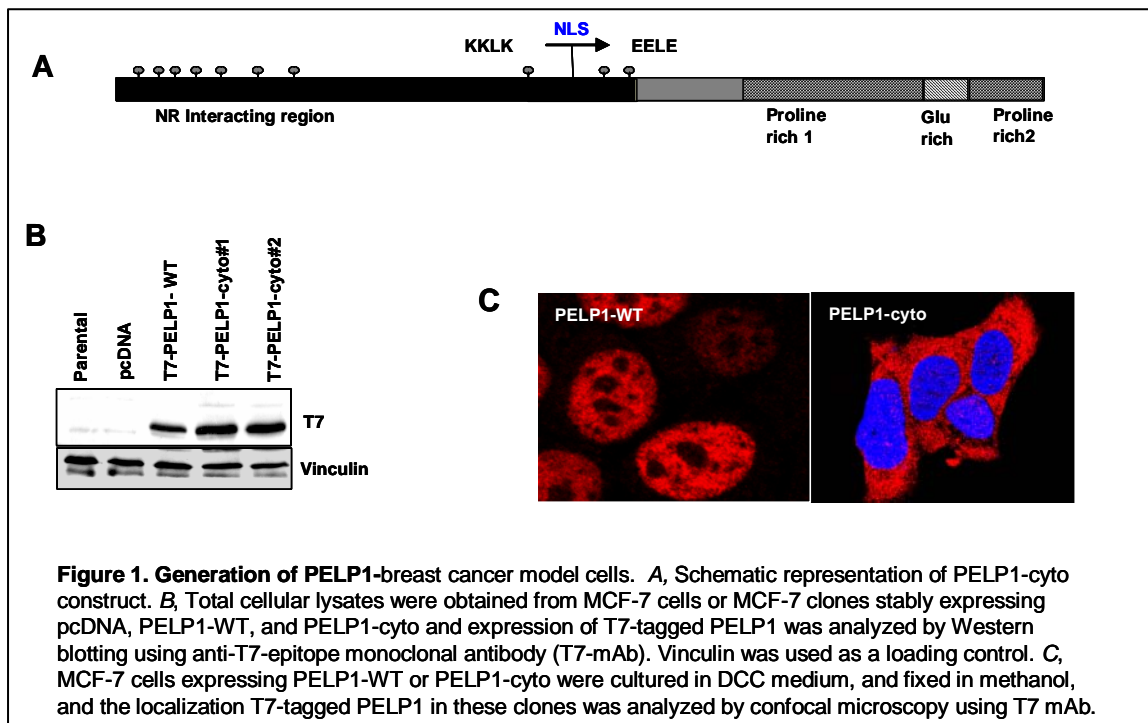 A
KKLK NLS EELE
NR Interacting region
Proline rich 1
Glu rich
Proline rich2
B
Parental
pcDNA
T7-PELP1- WT
T7-PELP1-cyto#1
T7-PELP1-cyto#2
T7
Vinculin
C
PELP1-WT
PELP1-cyto
Figure 1. Generation of PELP1-breast cancer model cells. A, Schematic representation of PELP1-cyto
construct. B, Total cellular lysates were obtained from MCF-7 cells or MCF-7 clones stably expressing
pcDNA, PELP1-WT, and PELP1-cyto and expression of T7-tagged PELP1 was analyzed by Western
blotting using anti-T7-epitope monoclonal antibody (T7-mAb). Vinculin was used as a loading control. C,
MCF-7 cells expressing PELP1-WT or PELP1-cyto were cultured in DCC medium, and fixed in methanol,
and the localization T7-tagged PELP1 in these clones was analyzed by confocal microscopy using T7 mAb.